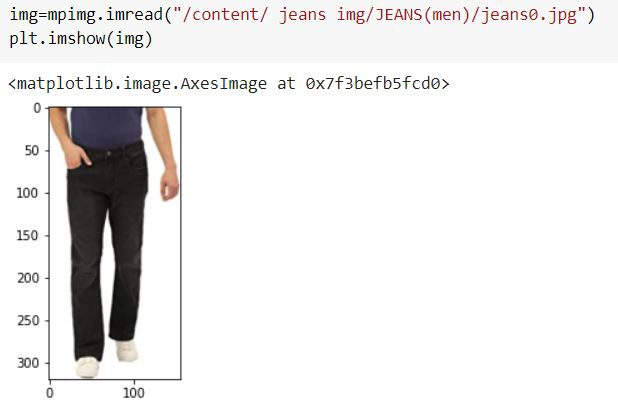 img=mpimg.imread("/content/ jeans img/JEANS(men)/jeans0.jpg")
plt.imshow(img)
<matplotlib.image.AxesImage at 0x7f3befb5fcd0>
0
50
100
150
200
250
300
0 100